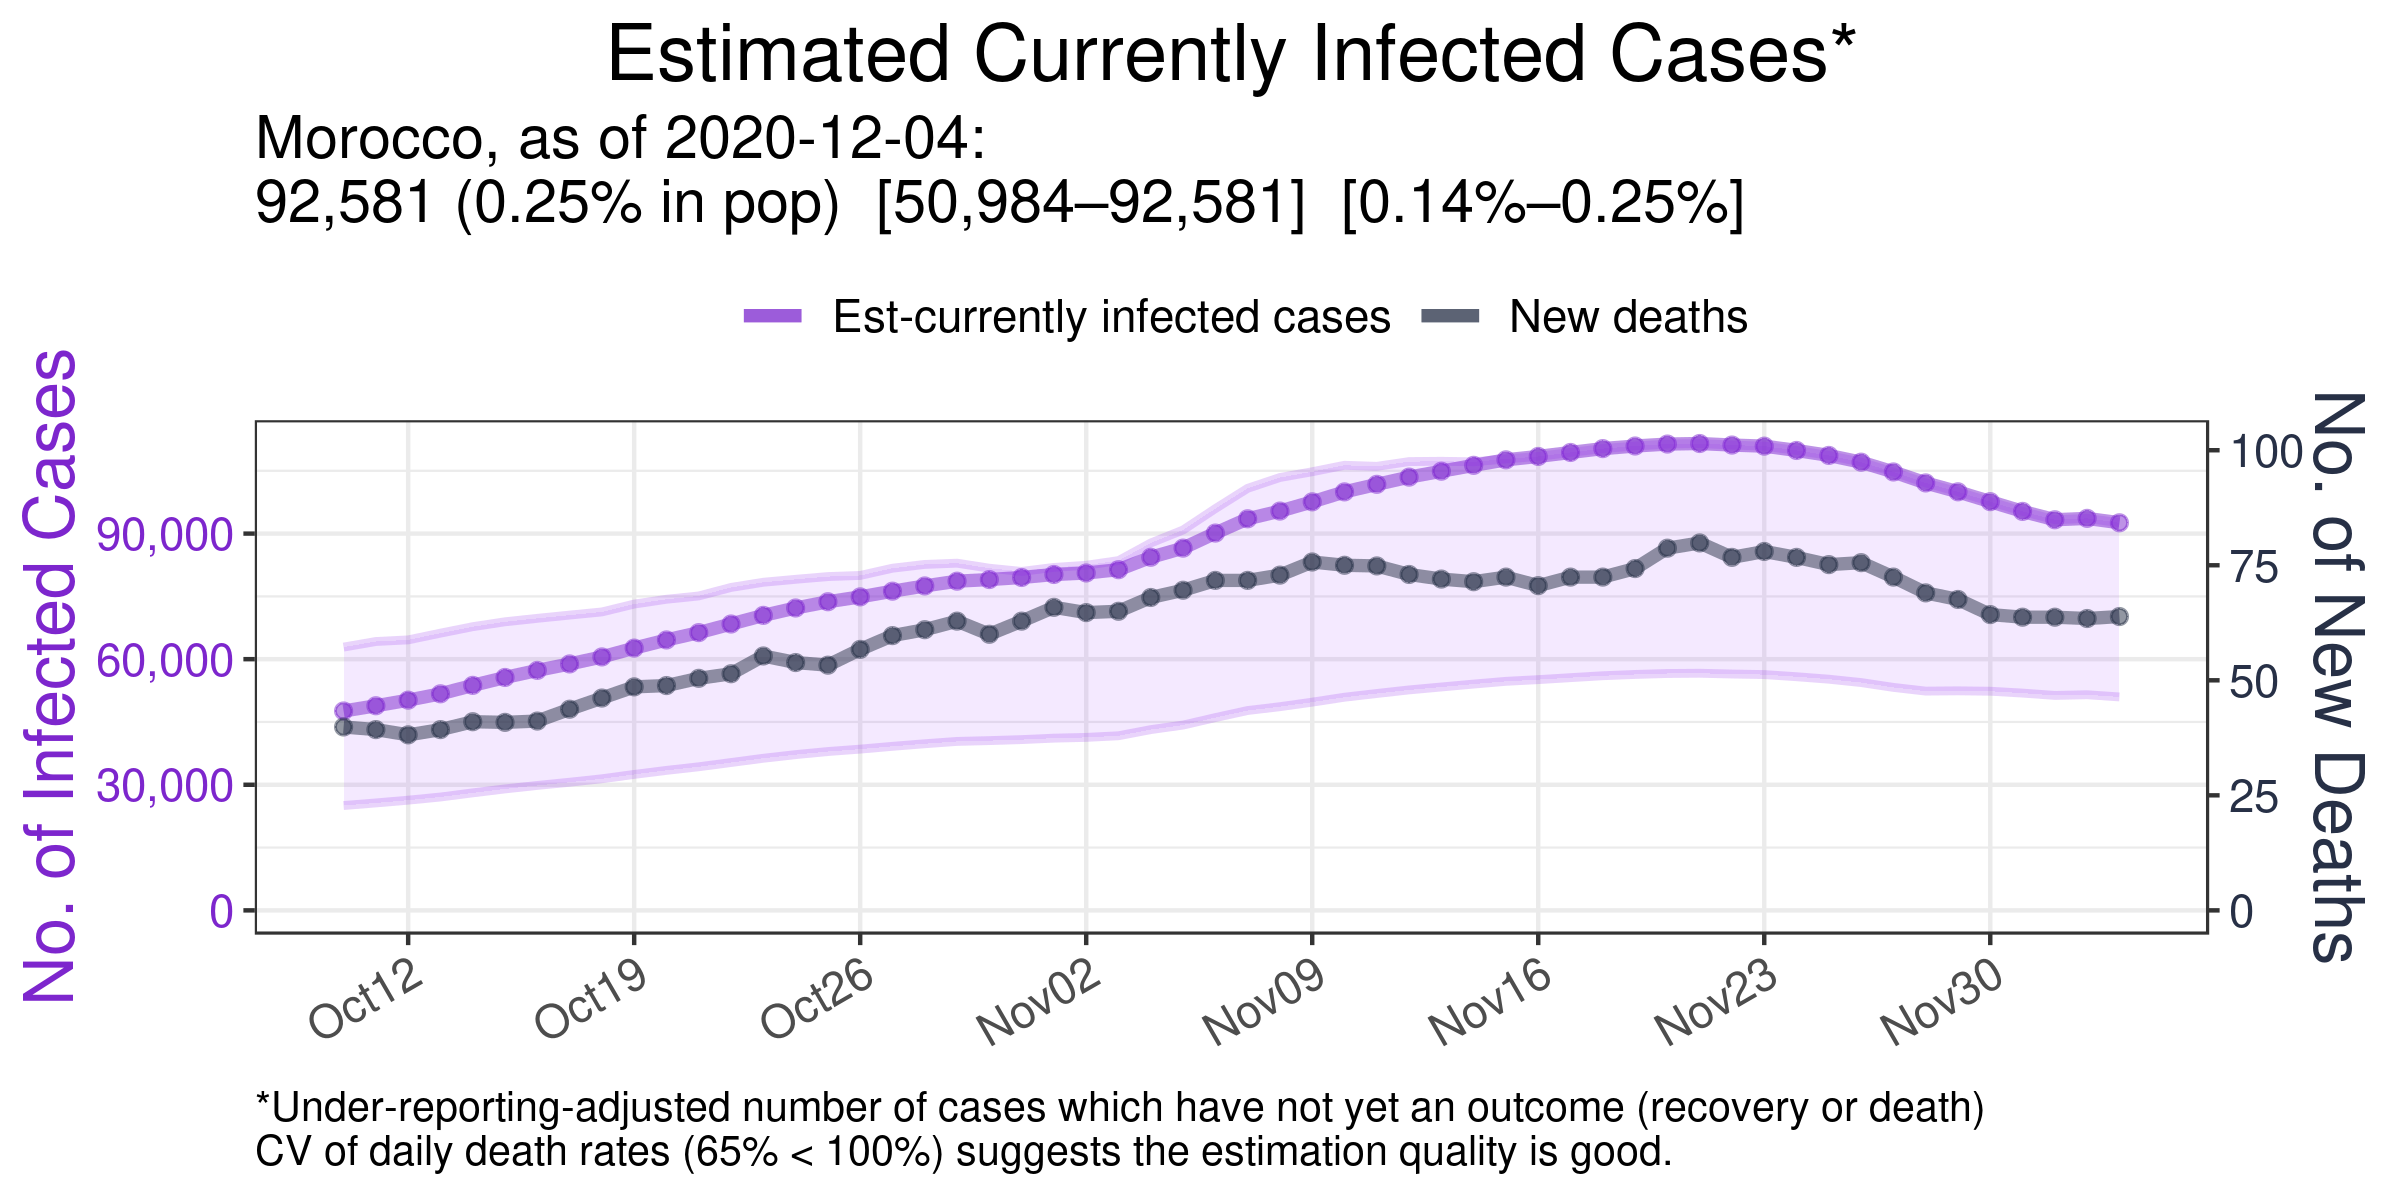 Estimated Currently Infected Cases*
Morocco, as of 2020-12-04:
92,581 (0.25% in pop)  [50,984–92,581]  [0.14%–0.25%]
Est-currently infected cases
New deaths
No. of Infected Cases
90,000
60,000
30,000
0
100
75
50
25
0
No. of New Deaths
Oct12
Oct19
Oct26
Nov02
Nov09
Nov16
Nov23
Nov30
*Under-reporting-adjusted number of cases which have not yet an outcome (recovery or death)
CV of daily death rates (65% < 100%) suggests the estimation quality is good.